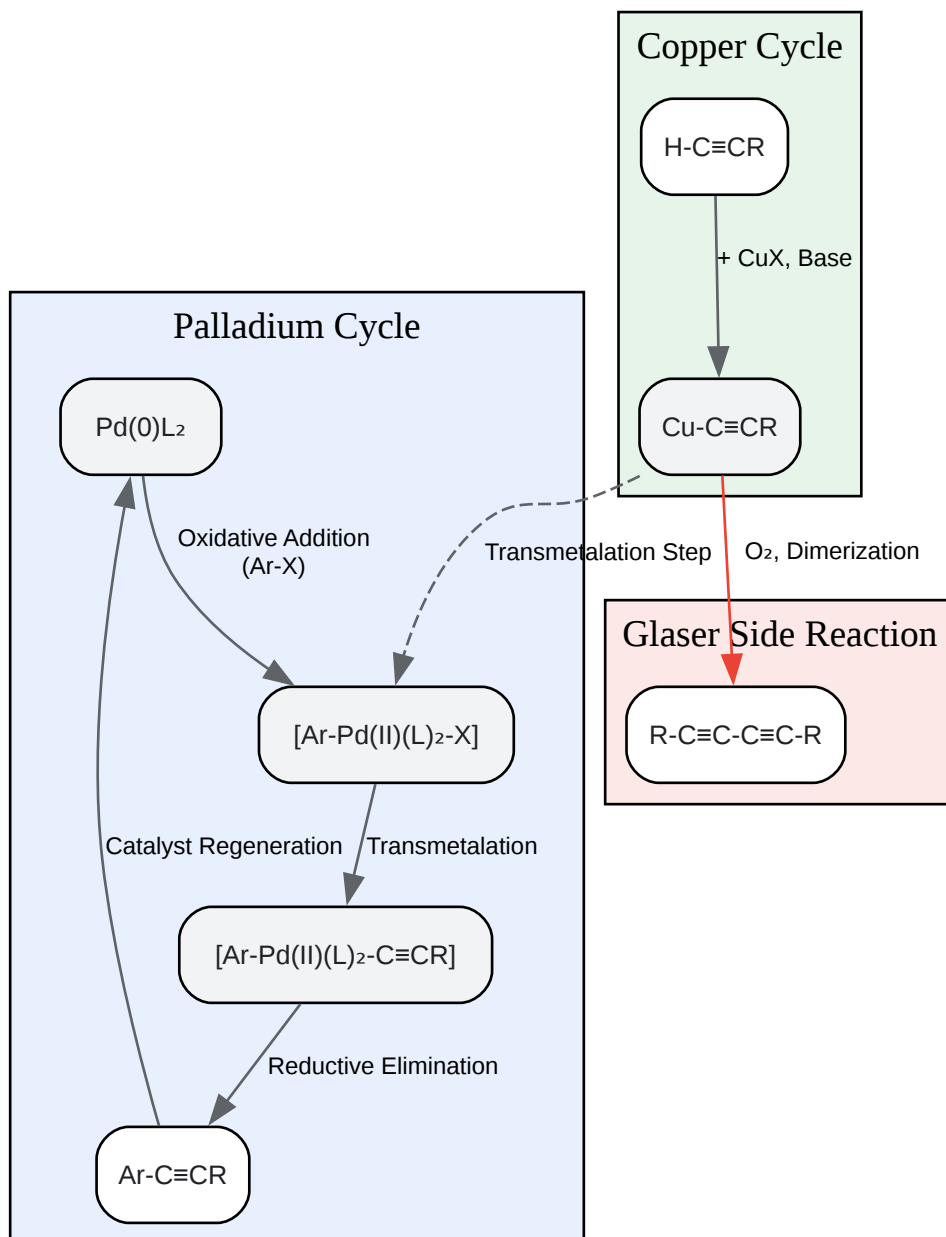 Copper Cycle
H-C≡CR
+ CuX, Base
Palladium Cycle
Pd(0)L₂
Cu-C≡CR
Oxidative Addition
(Ar-X)
Transmetalation Step
O₂, Dimerization
Glaser Side Reaction
[Ar-Pd(II)(L)₂-X]
R-C≡C-C≡C-R
Catalyst Regeneration
Transmetalation
[Ar-Pd(II)(L)₂-C≡CR]
Reductive Elimination
Ar-C≡CR